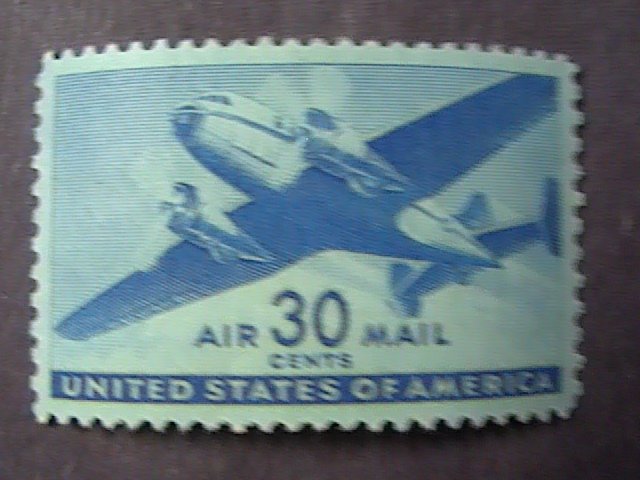 AIR 30 MAIL
CENTS
UNITED STATES OF AMERICA